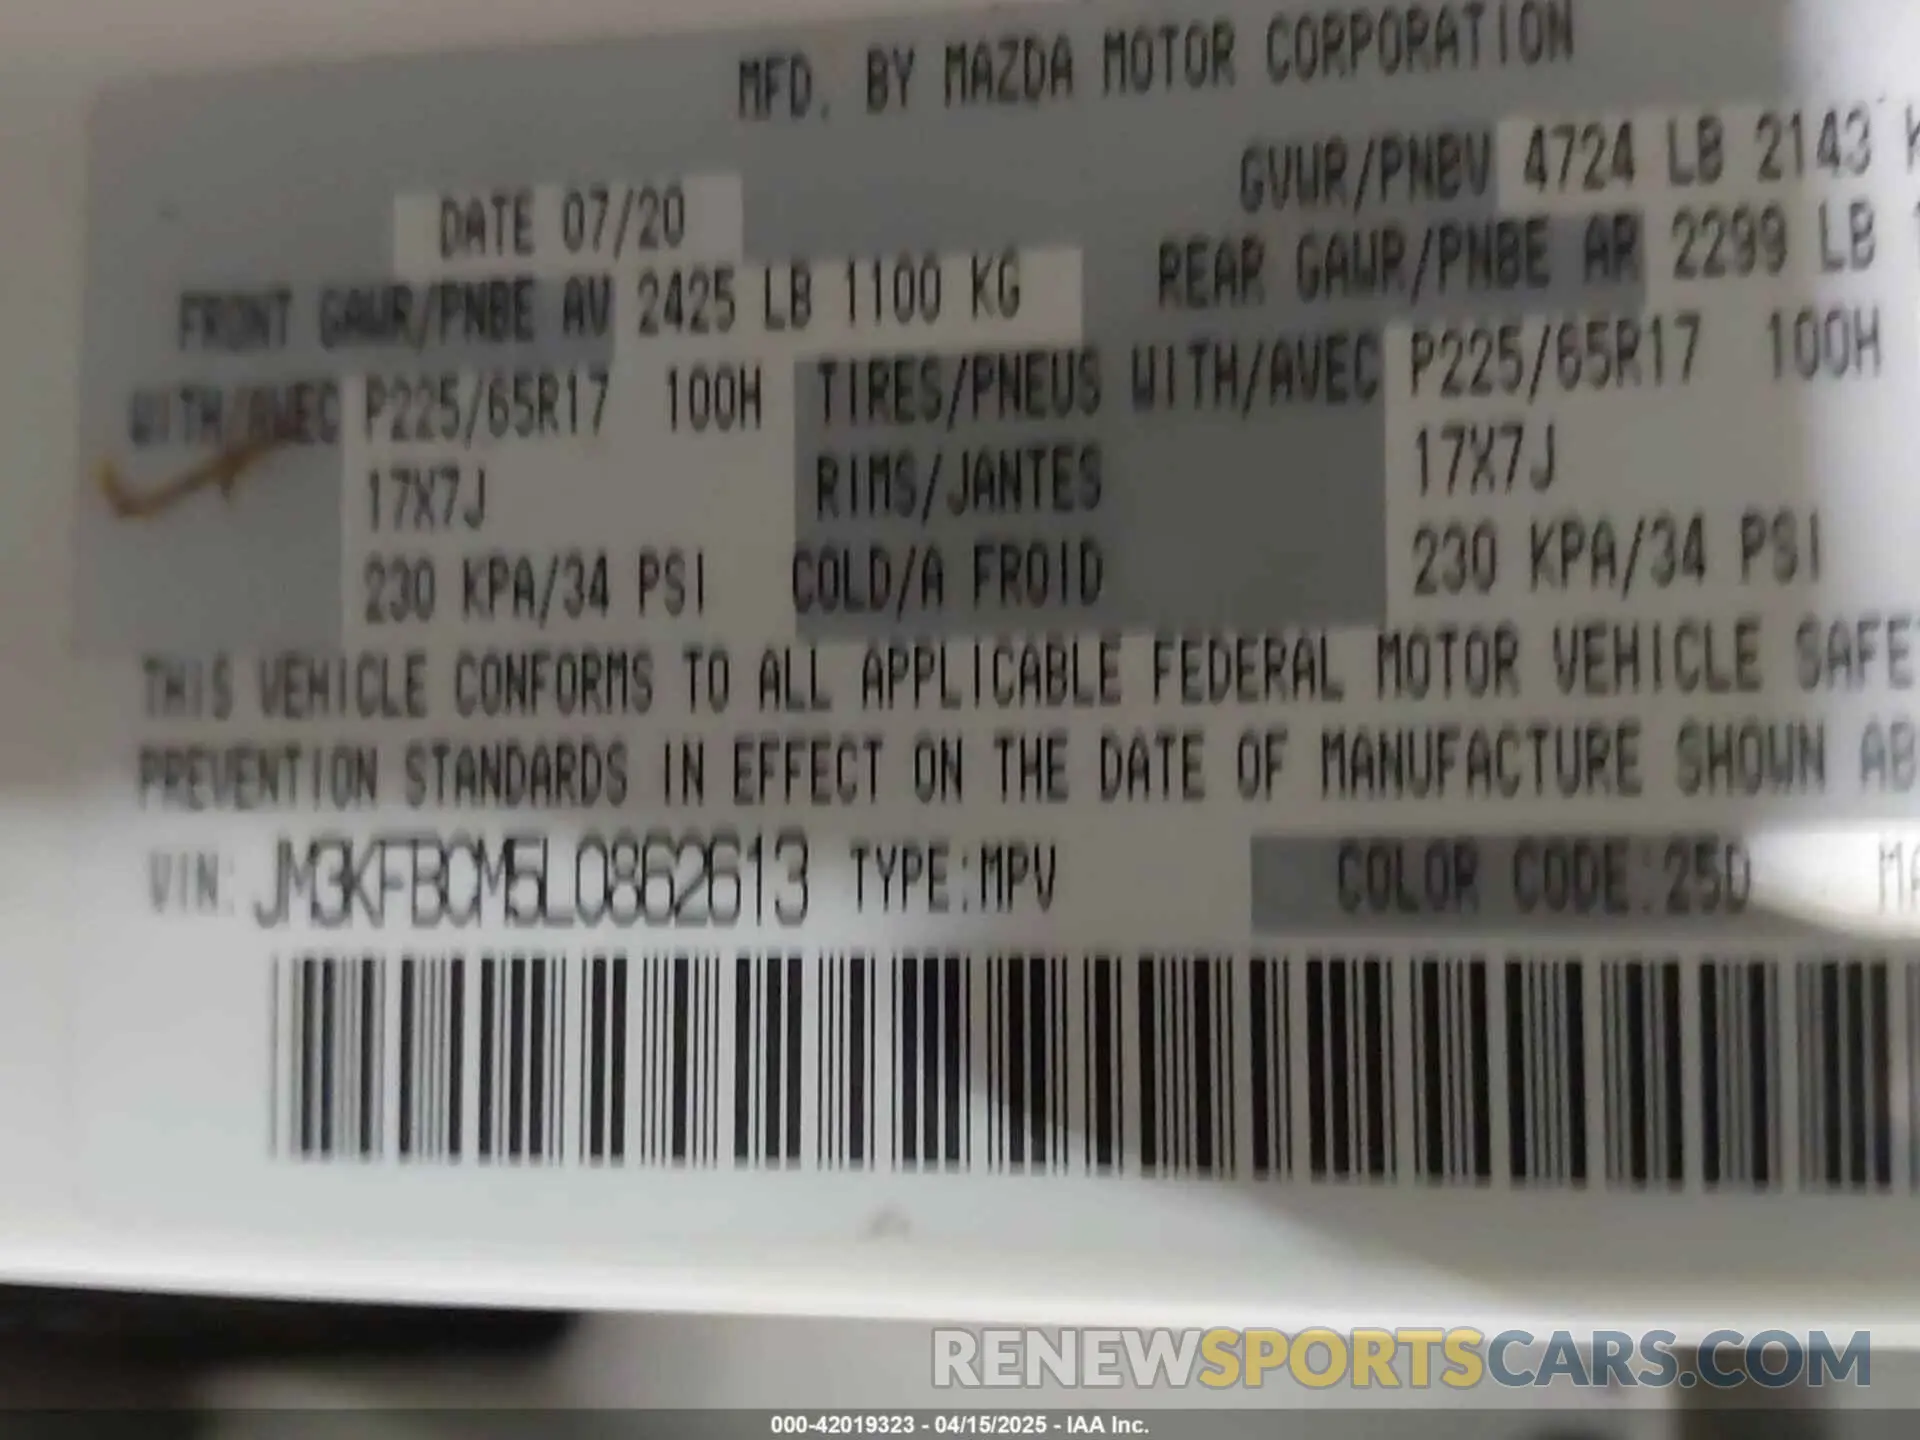 MFD. BY MAZDA MOTOR CORPORATION
DATE 07/20 GVWR/PNBV 4724 LB 2143 K
FRONT GAWR/PNBE AV 2425 LB 1100 KG REAR GAWR/PNBE AR 2299 LB 1
WITH/AVEC P225/65R17 100H TIRES/PNEUS WITH/AVEC P225/65R17 100H
17X7J RIMS/JANTES 17X7J
230 KPA/34 PSI COLD/A FROID 230 KPA/34 PSI
THIS VEHICLE CONFORMS TO ALL APPLICABLE FEDERAL MOTOR VEHICLE SAFE
PREVENTION STANDARDS IN EFFECT ON THE DATE OF MANUFACTURE SHOWN AB
VIN: JM3KFBCM5L0862613 TYPE:MPV COLOR CODE:25D MA
RENEWSPORTSCARS.COM
000-42019323 - 04/15/2025 - IAA Inc.